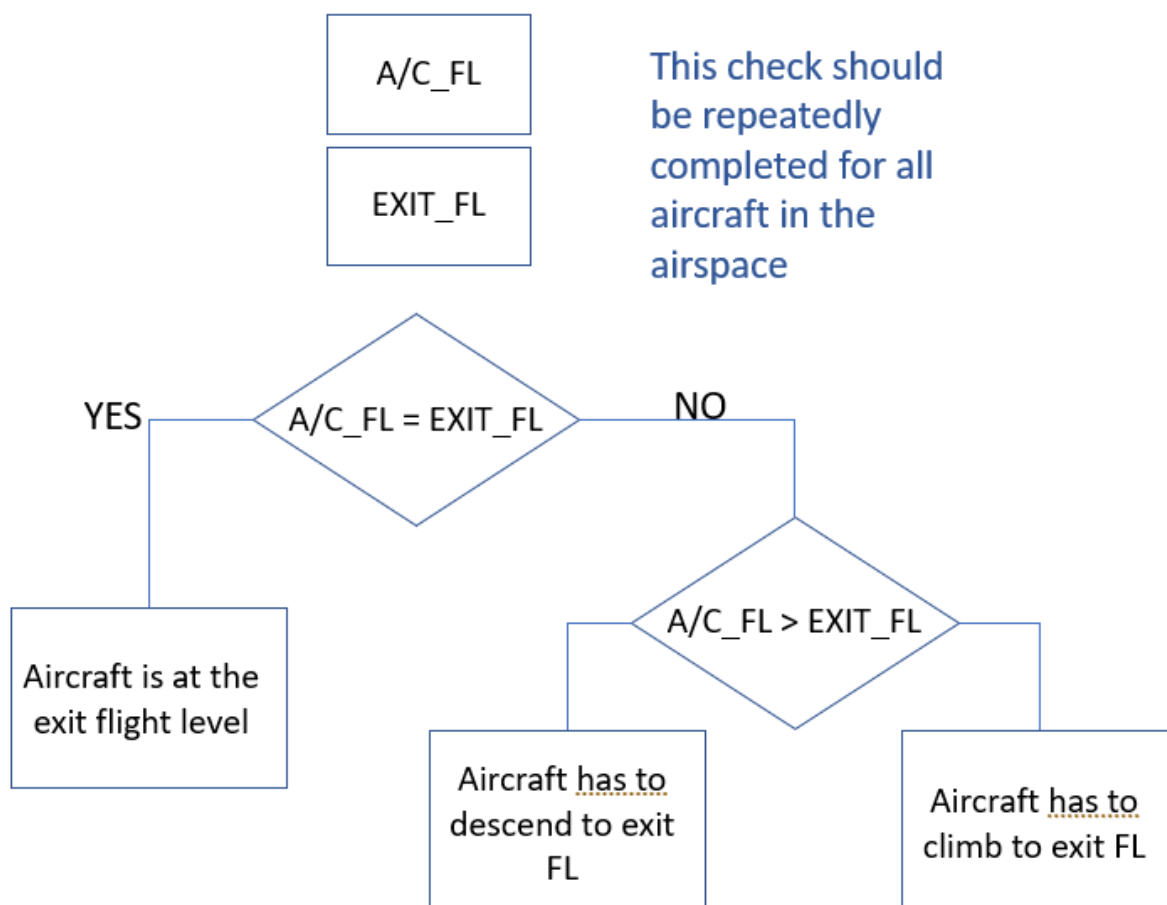 A/C_FL
This check should
be repeatedly
completed for all
aircraft in the
airspace
EXIT_FL
YES
A/C_FL = EXIT_FL
NO
A/C_FL > EXIT_FL
Aircraft is at the
exit flight level
Aircraft has to
descend to exit
FL
Aircraft has to
climb to exit FL